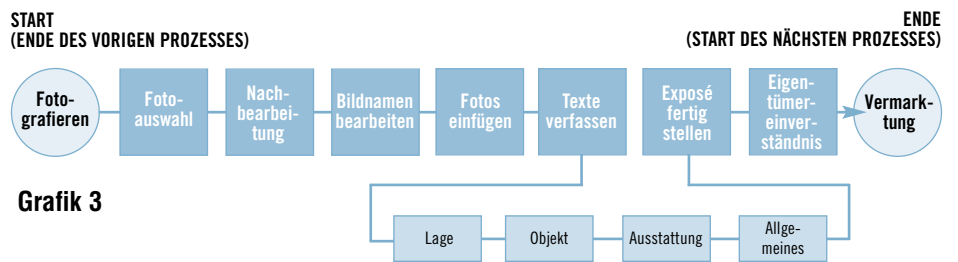 START
(ENDE DES VORIGEN PROZESSES)
ENDE
(START DES NÄCHSTEN PROZESSES)
Foto-
grafieren
Foto-
auswahl
Nach-
bearbei-
tung
Bildnamen
bearbeiten
Fotos
einfügen
Texte
verfassen
Exposé
fertig
stellen
Eigen-
tümer-
einver-
ständnis
Vermark-
tung
Grafik 3
Lage
Objekt
Ausstattung
Allge-
meines